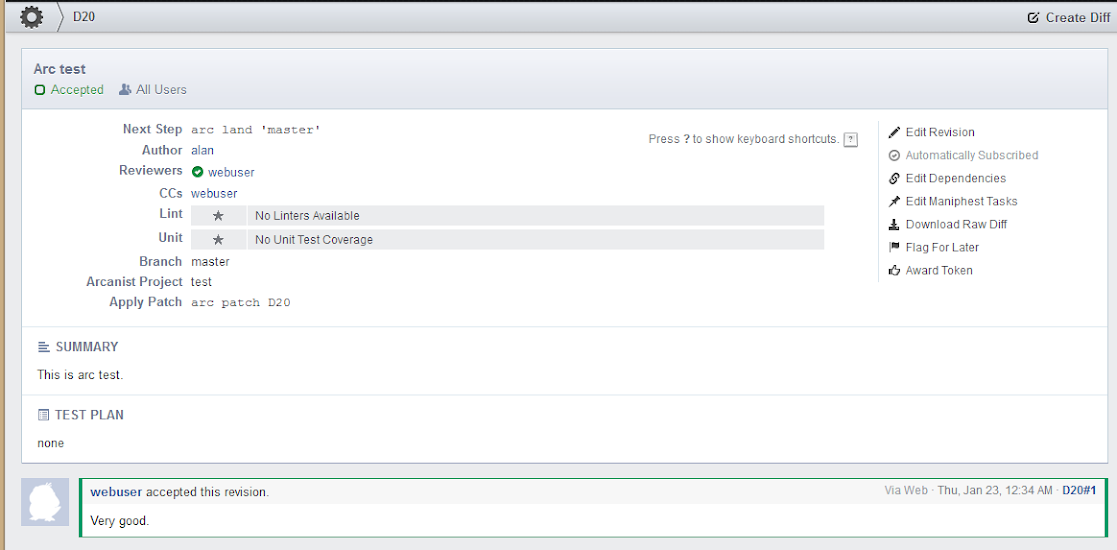 D20
Create Diff
Arc test
Accepted All Users
Next Step arc land 'master'
Press ? to show keyboard shortcuts. ?
Author alan
Reviewers webuser
CCs webuser
Lint No Linters Available
Unit No Unit Test Coverage
Branch master
Arcanist Project test
Apply Patch arc patch D20
Edit Revision
Automatically Subscribed
Edit Dependencies
Edit Maniphest Tasks
Download Raw Diff
Flag For Later
Award Token
SUMMARY
This is arc test.
TEST PLAN
none
webuser accepted this revision.
Via Web · Thu, Jan 23, 12:34 AM · D20#1
Very good.